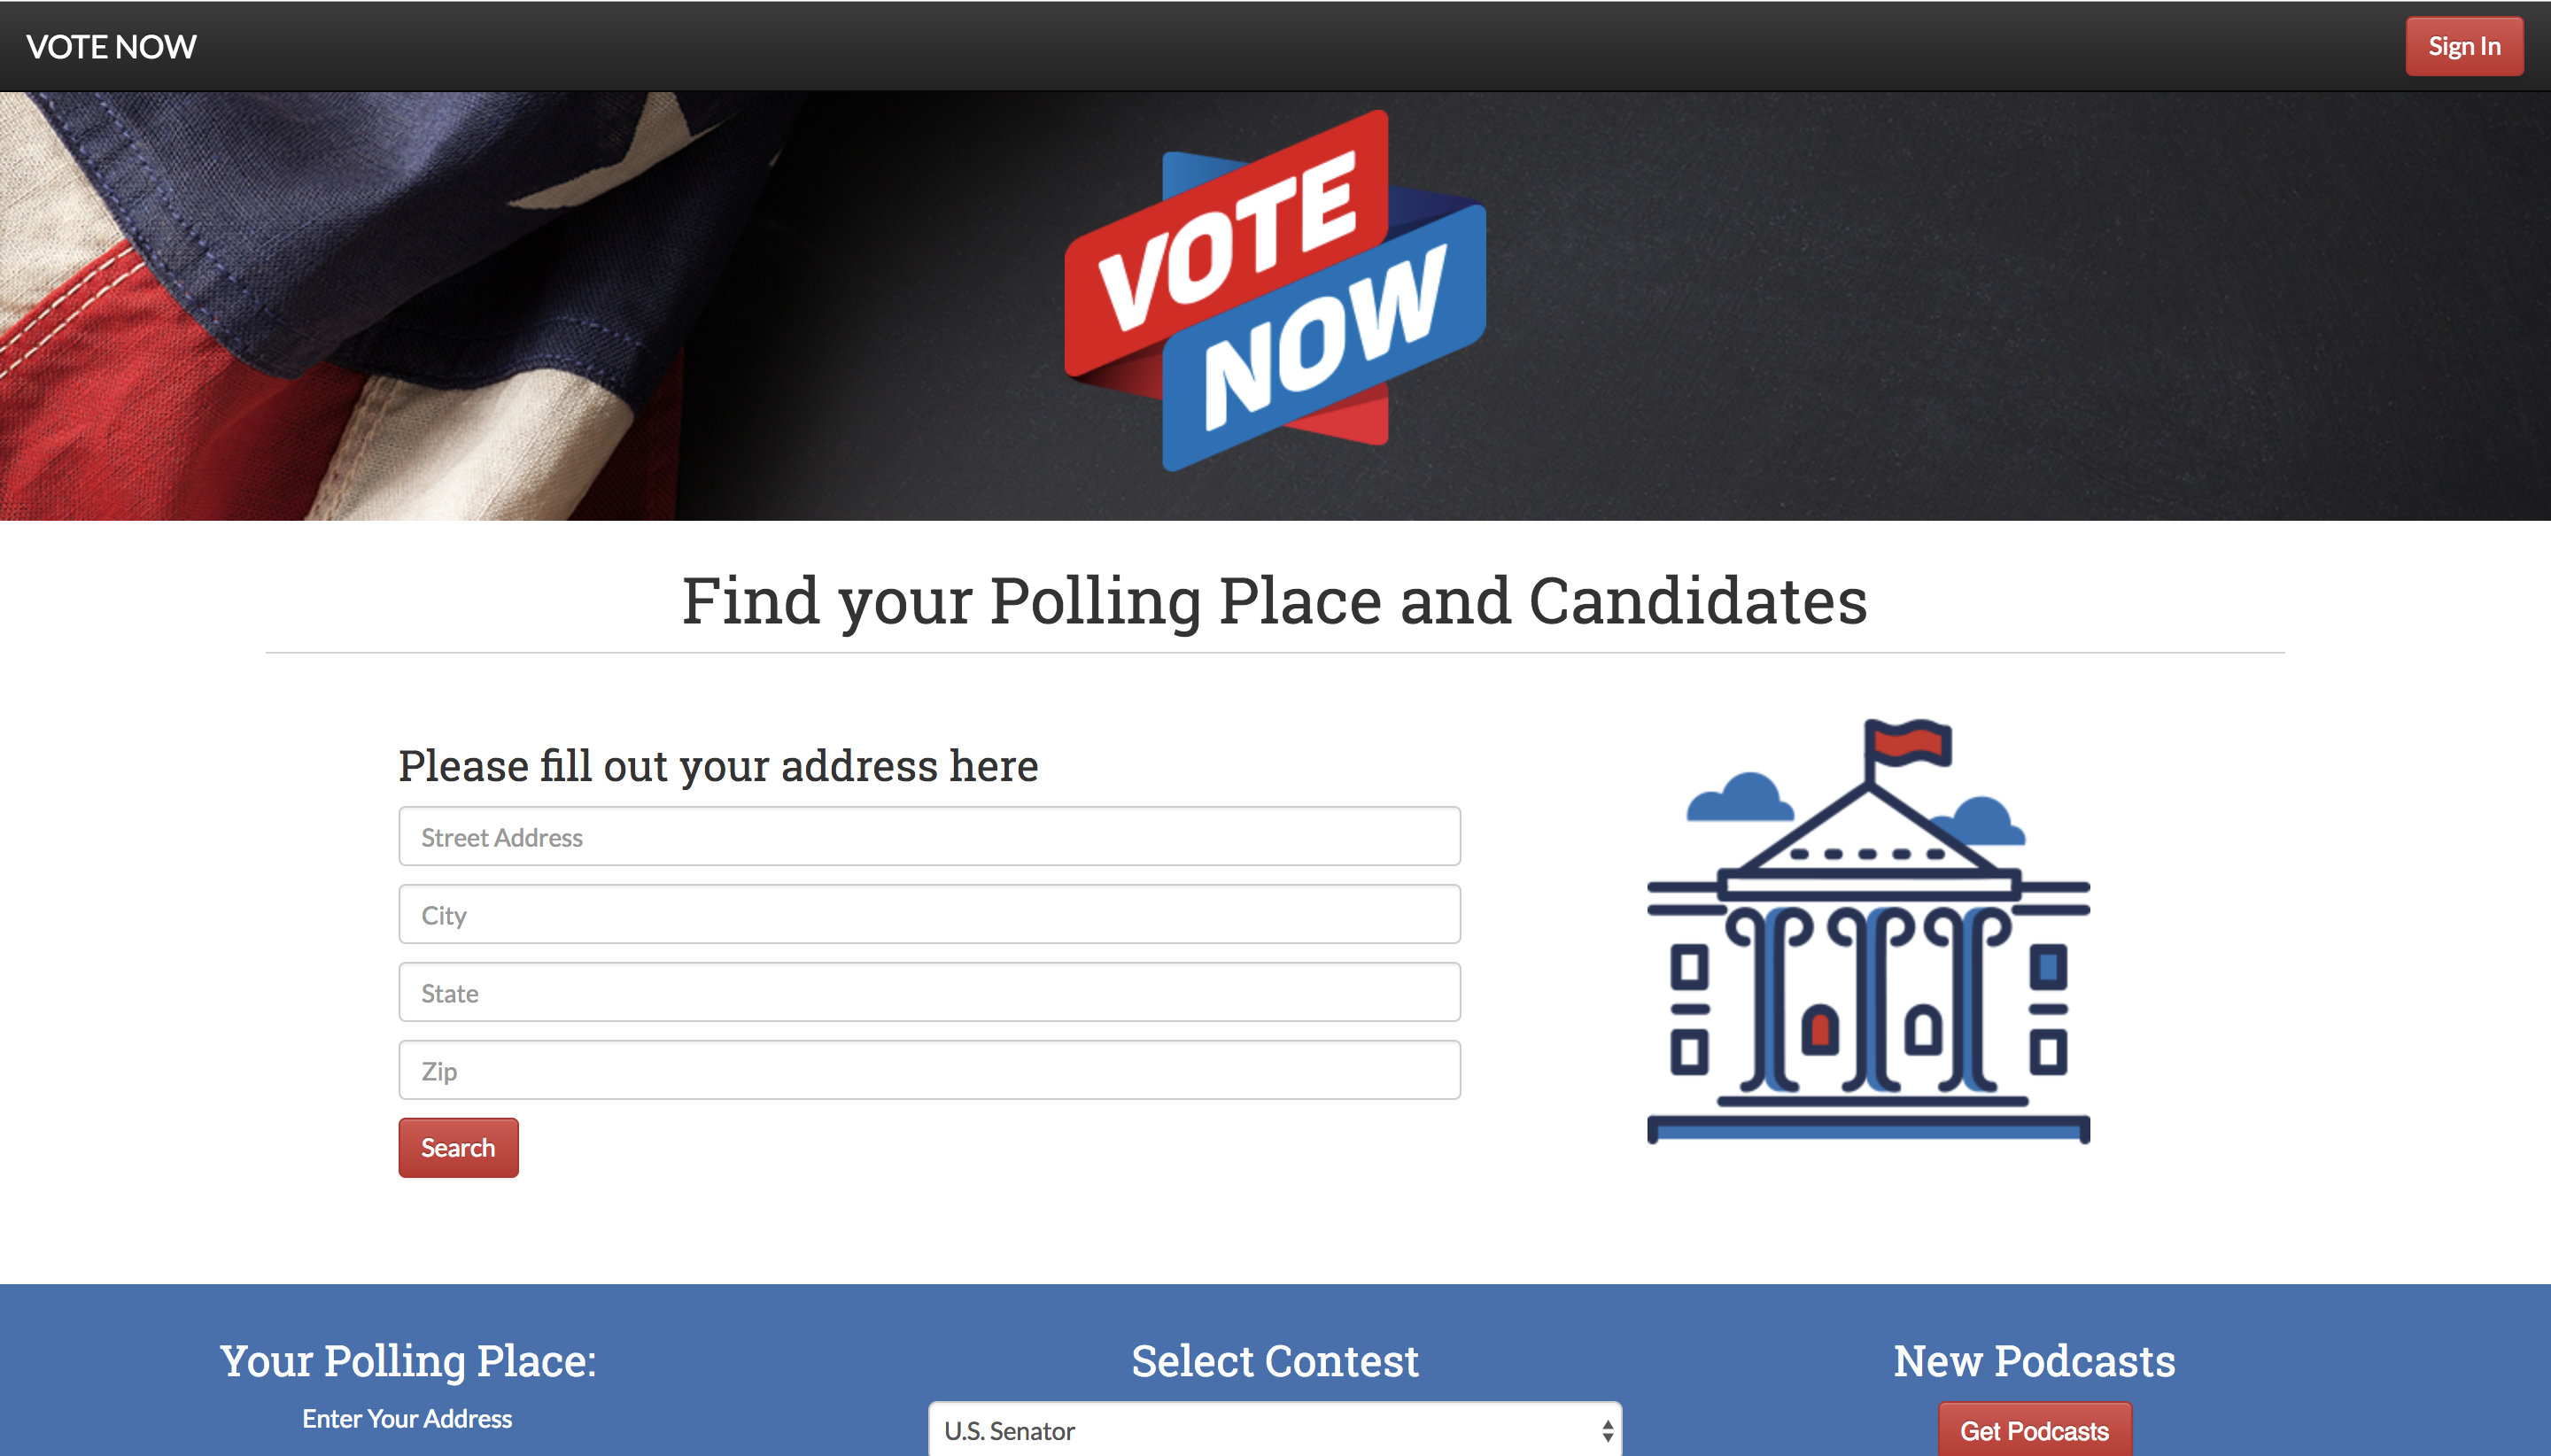 VOTE NOW
Sign In
VOTE
NOW
Find your Polling Place and Candidates
Please fill out your address here
Street Address
City
State
Zip
Search
Your Polling Place:
Enter Your Address
Select Contest
U.S. Senator
New Podcasts
Get Podcasts